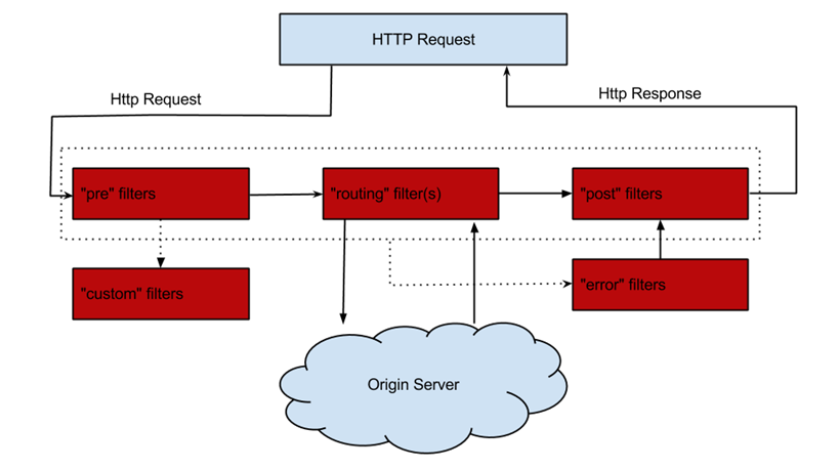 HTTP Request
Http Request
Http Response
"pre" filters
"routing" filter(s)
"post" filters
"custom" filters
"error" filters
Origin Server